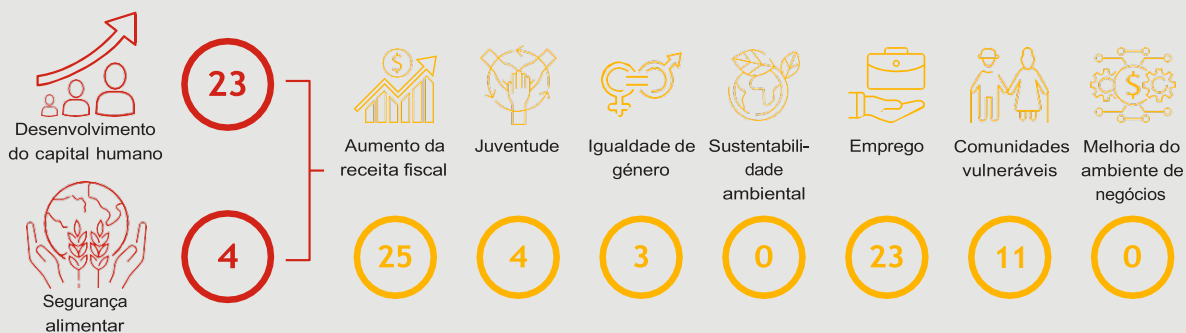 23
Desenvolvimento
do capital humano
4
Segurança
alimentar
$
Aumento da
receita fiscal
25
Juventude
4
Igualdade de
género
3
Sustentabili-
dade
ambiental
0
Emprego
23
Comunidades
vulneráveis
11
$
Melhoria do
ambiente de
negócios
0